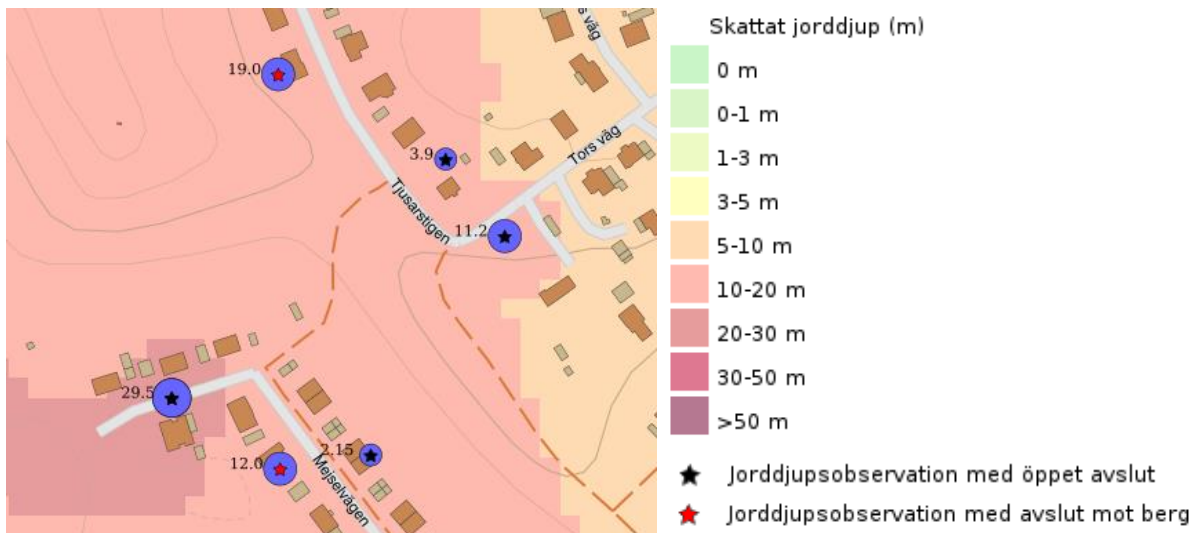 s väg
19.0
3.9
Tors väg
Tjusarstigen
11.2
29.5
12.0
2.15
Mejselvägen
Skattat jorddjup (m)
0 m
0-1 m
1-3 m
3-5 m
5-10 m
10-20 m
20-30 m
30-50 m
>50 m
Jorddjupsobservation med öppet avslut
Jorddjupsobservation med avslut mot berg